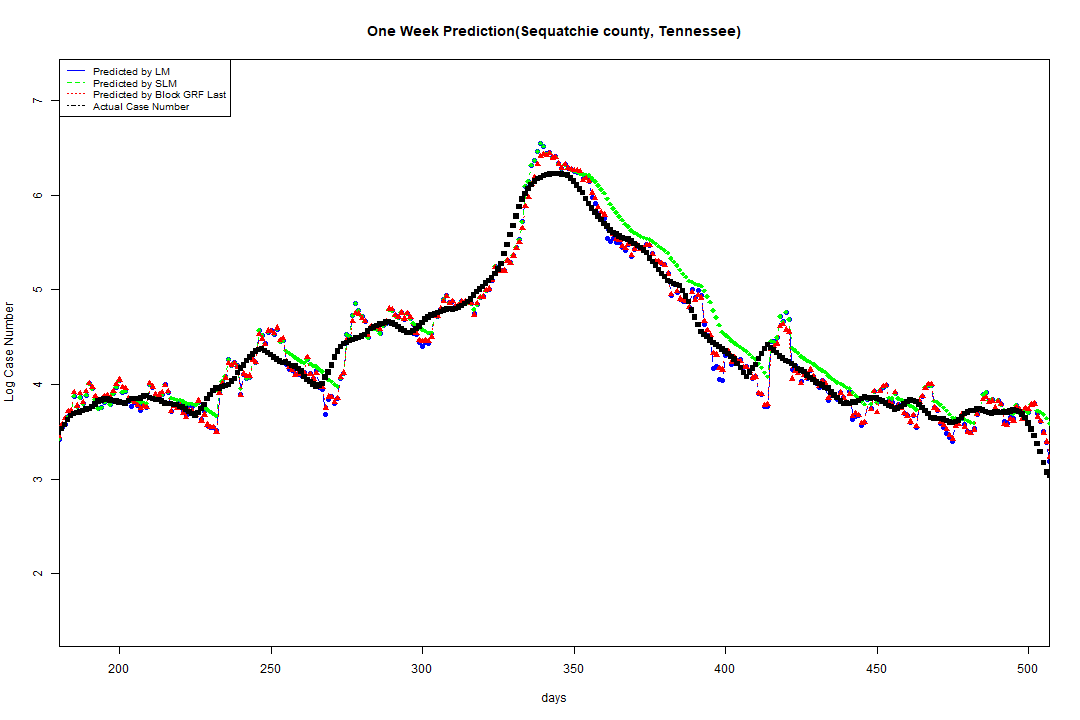 One Week Prediction(Sequatchie county, Tennessee)
Predicted by LM
Predicted by SLM
Predicted by Block GRF Last
Actual Case Number
7
6
5
4
3
2
Log Case Number
200 250 300 350 400 450 500
days